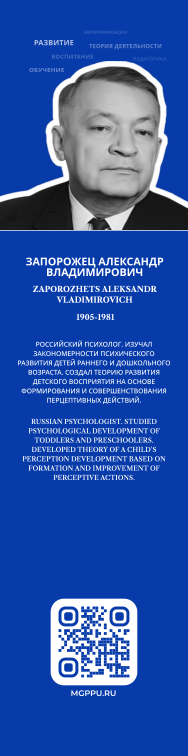 АМПЛИФИКАЦИЯ
РАЗВИТИЕ
ТЕОРИЯ ДЕЯТЕЛЬНОСТИ
ВОСПИТАНИЕ
ПЕДАГОГИКА
ОБУЧЕНИЕ
ЗАПОРОЖЕЦ АЛЕКСАНДР
ВЛАДИМИРОВИЧ
ZAPOROZHETS ALEKSANDR
VLADIMIROVICH
1905-1981
РОССИЙСКИЙ ПСИХОЛОГ. ИЗУЧАЛ
ЗАКОНОМЕРНОСТИ ПСИХИЧЕСКОГО
РАЗВИТИЯ ДЕТЕЙ РАННЕГО И ДОШКОЛЬНОГО
ВОЗРАСТА. СОЗДАЛ ТЕОРИЮ РАЗВИТИЯ
ДЕТСКОГО ВОСПРИЯТИЯ НА ОСНОВЕ
ФОРМИРОВАНИЯ И СОВЕРШЕНСТВОВАНИЯ
ПЕРЦЕПТИВНЫХ ДЕЙСТВИЙ.
RUSSIAN PSYCHOLOGIST. STUDIED
PSYCHOLOGICAL DEVELOPMENT OF
TODDLERS AND PRESCHOOLERS.
DEVELOPED THEORY OF A CHILD'S
PERCEPTION DEVELOPMENT BASED ON
FORMATION AND IMPROVEMENT OF
PERCEPTIVE ACTIONS.
MGPPU.RU